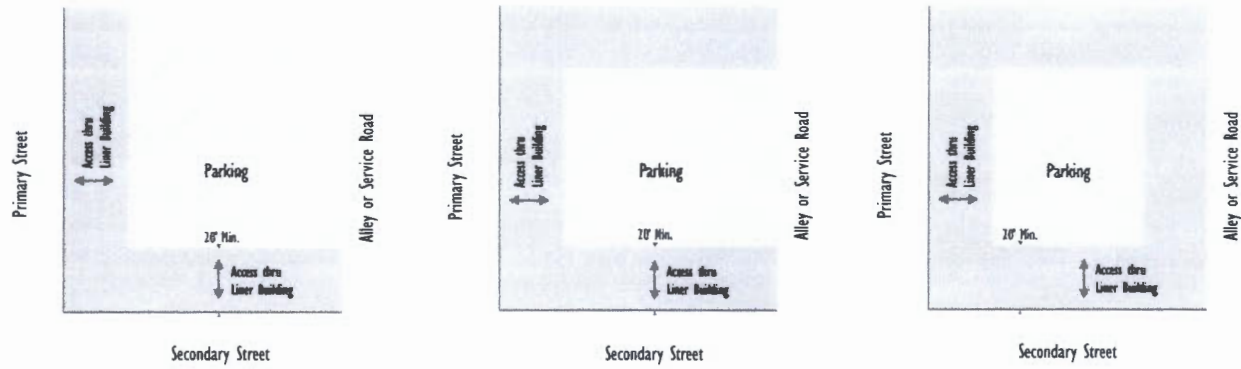 Primary Street
Access thru
Liner Building
Parking
20' Min.
Access thru
Liner Building
Alley or Service Road
Secondary Street
Primary Street
Access thru
Liner Building
Parking
20' Min.
Access thru
Liner Building
Alley or Service Road
Secondary Street
Primary Street
Access thru
Liner Building
Parking
20' Min.
Access thru
Liner Building
Alley or Service Road
Secondary Street